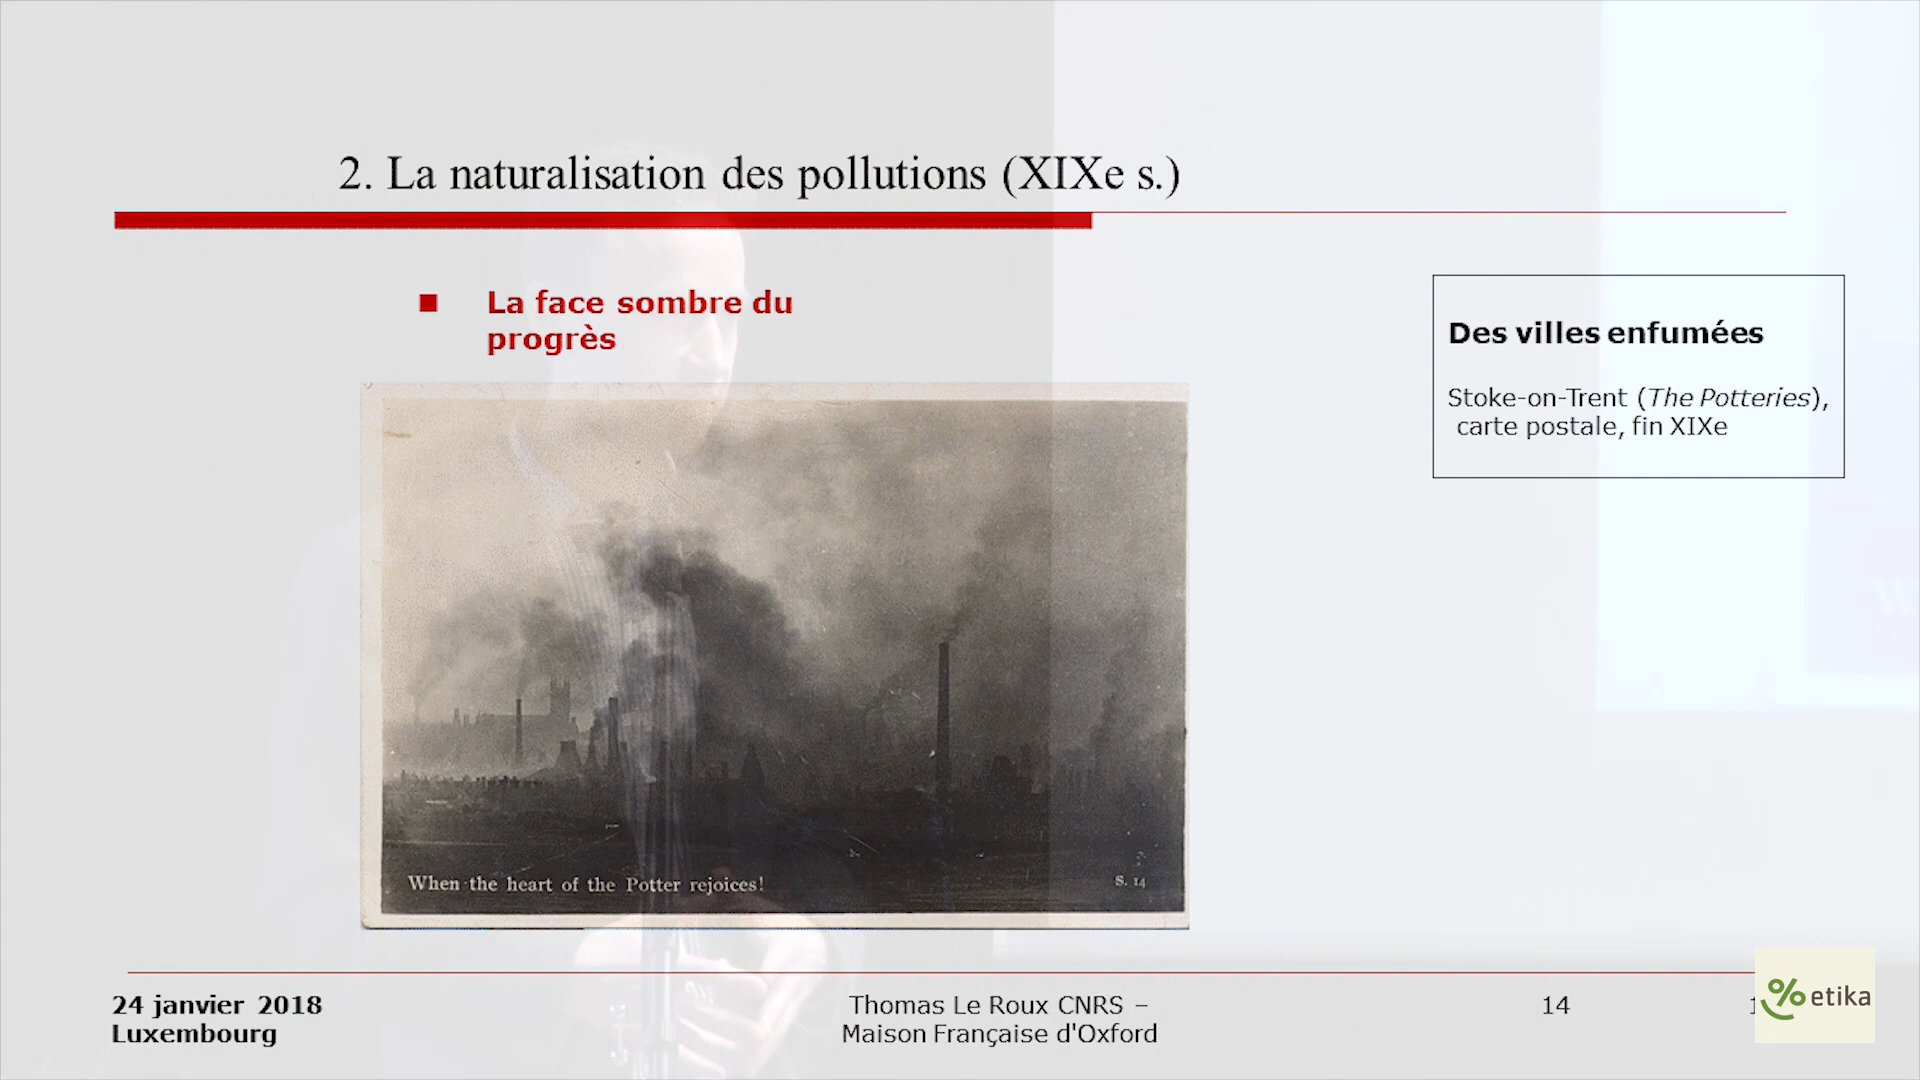 2. La naturalisation des pollutions (XIXe s.)
La face sombre du
progrès
Des villes enfumées
Stoke-on-Trent (The Potteries),
carte postale, fin XIXe
When the heart of the Potter rejoices!
S. 14
24 janvier 2018
Luxembourg
Thomas Le Roux CNRS –
Maison Française d'Oxford
14
% etika